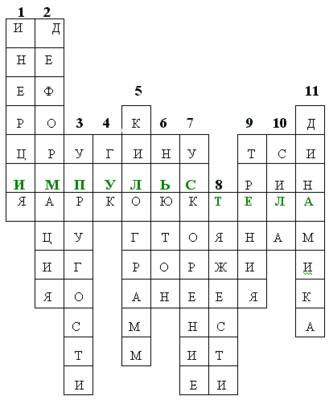 1 2
И Д
Н Е
Е Ф 5 11
Р О 3 4 К 6 7 9 10 Д
Ц Р У Г И Н У Т С И
И М П У Л Ь С 8 Р И Н
Я А Р К О Ю К Т Е Л А
Ц У Г Т О Я Н А М
И Г Р О Р Ж И И
Я О А Н Е Е Я К
С М Н С А
Т М И Т
И Е И